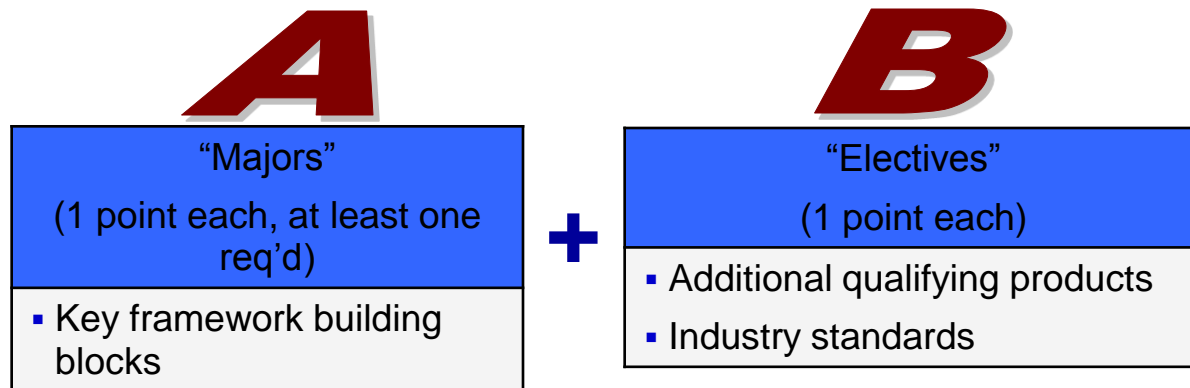 A
"Majors"
(1 point each, at least one
req'd)
▪ Key framework building
blocks
+
B
"Electives"
(1 point each)
▪ Additional qualifying products
▪ Industry standards